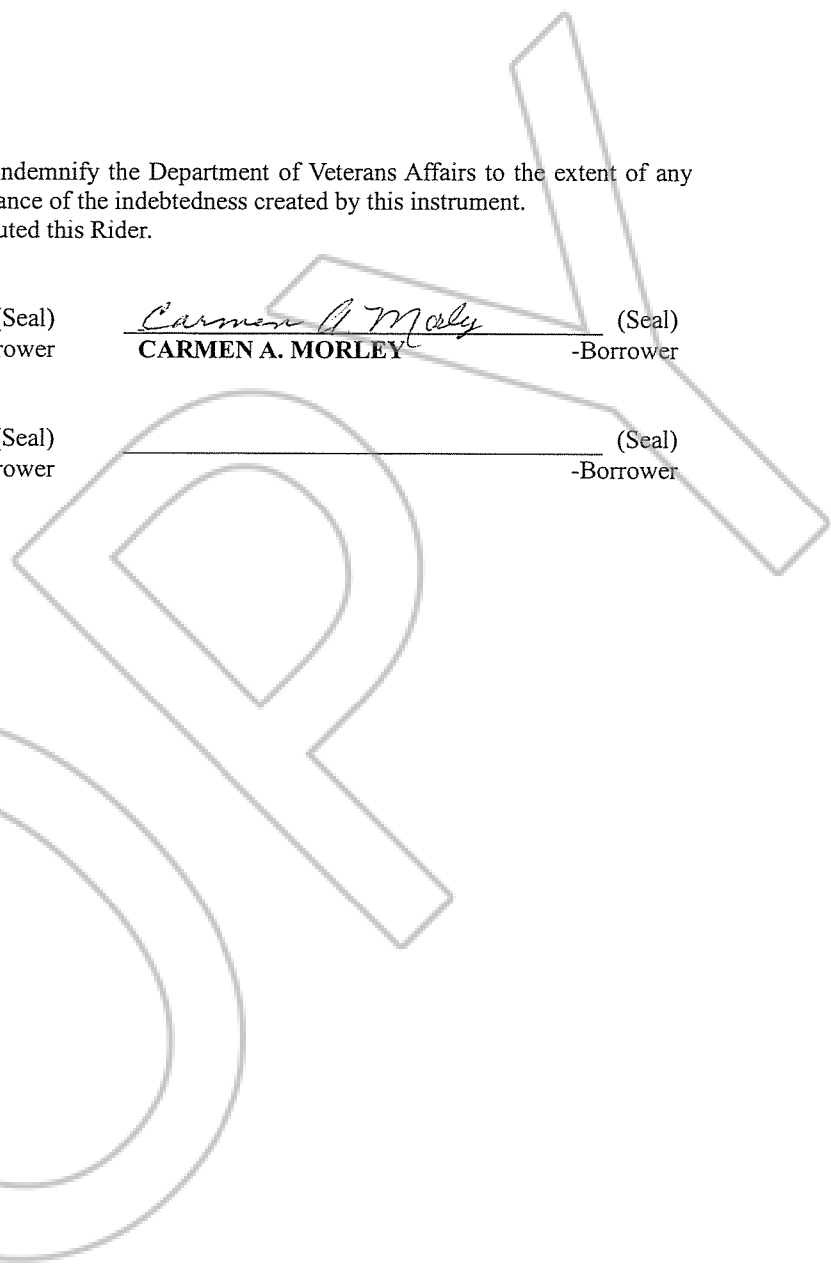 ndemnify the Department of Veterans Affairs to the extent of any
ance of the indebtedness created by this instrument.
uted this Rider.
(Seal) Carmen A Morley (Seal)
rower CARMEN A. MORLEY -Borrower
(Seal) (Seal)
rower -Borrower
OPY